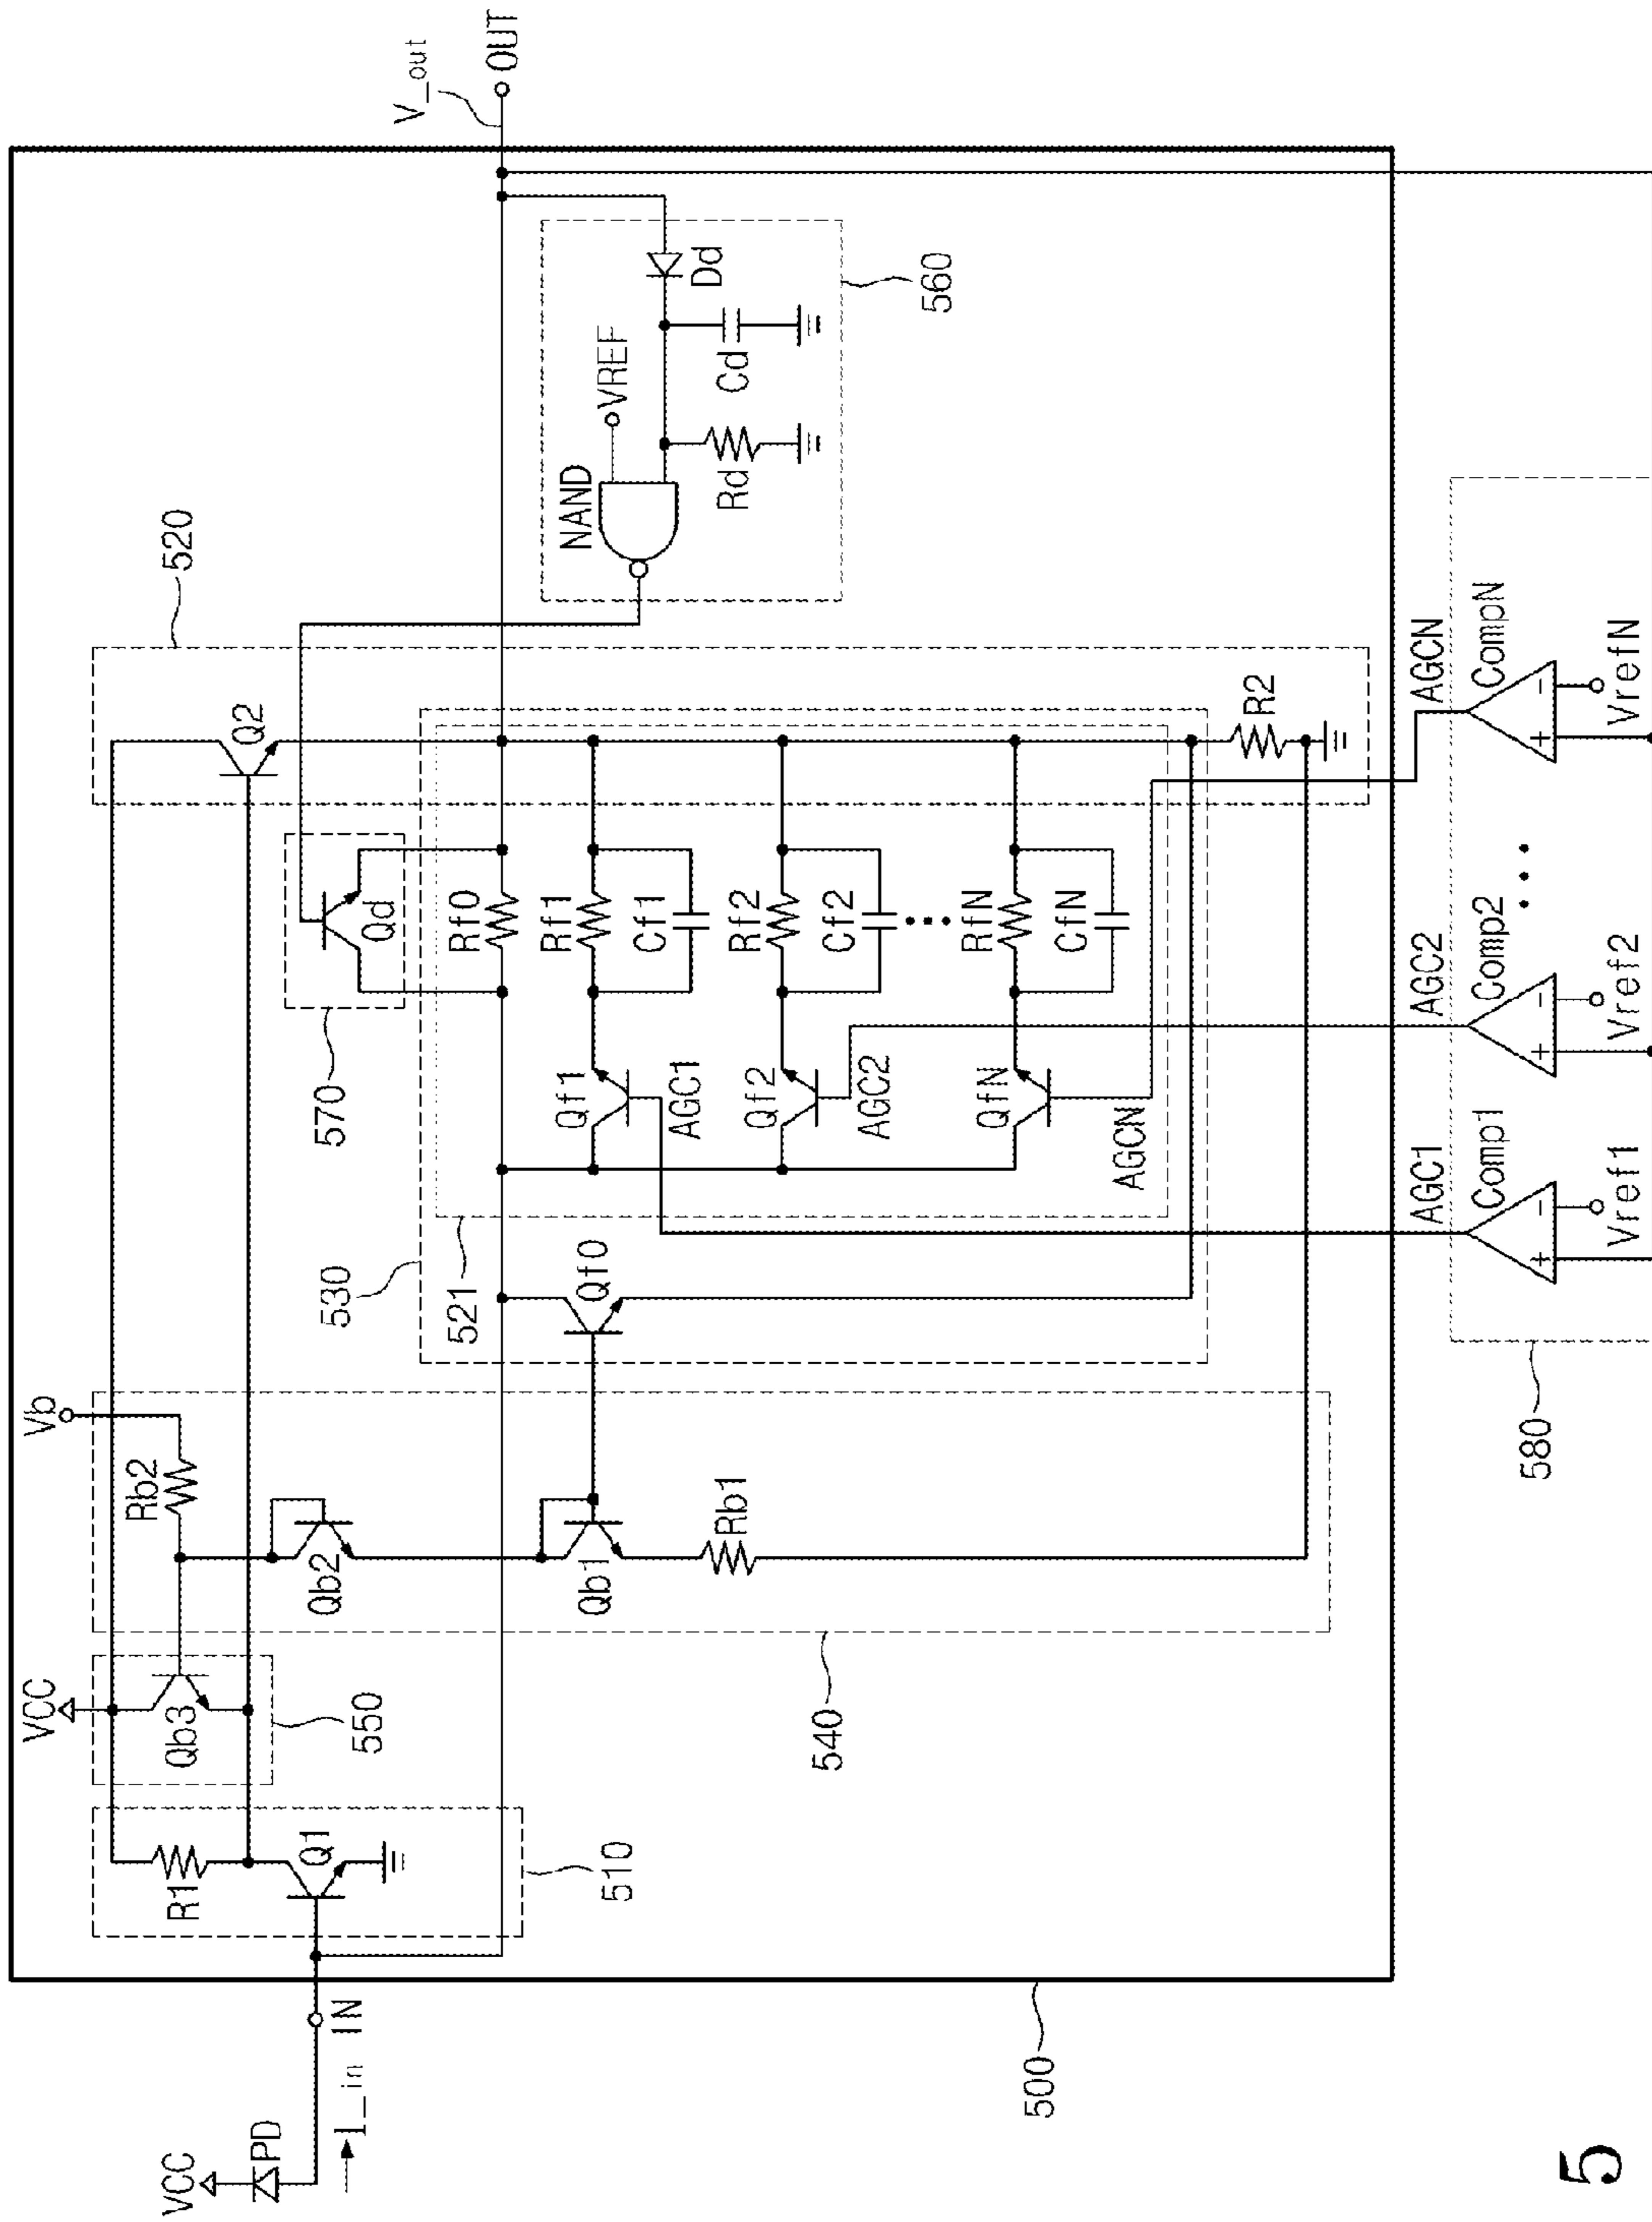 VCC
PD
I_in
IN
500
R1
Q1
510
VCC
Qb3
550
Vb
Rb2
Qb2
Qb1
Rb1
540
530
521
Qf0
570
Qd
Rf0
Qf1
Rf1
Cf1
AGC1
Qf2
Rf2
Cf2
AGC2
QfN
RfN
CfN
AGCN
520
Q2
R2
NAND
VREF
Rd
Cd
Dd
560
V_out
OUT
AGC1
Comp1
+
-
Vref1
AGC2
Comp2
+
-
Vref2
AGCN
CompN
+
-
VrefN
580
5